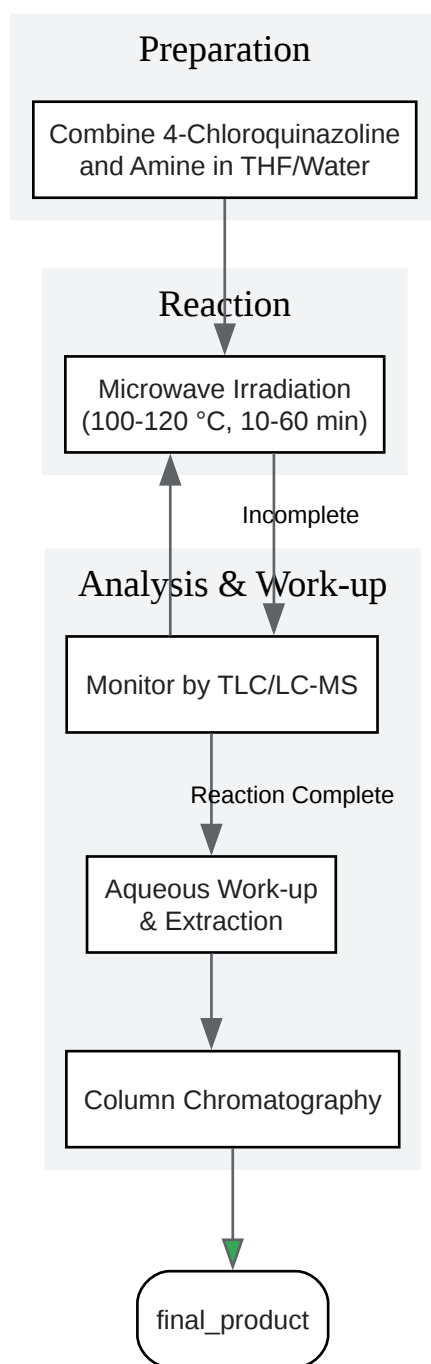 Preparation
Combine 4-Chloroquinazoline
and Amine in THF/Water
Reaction
Microwave Irradiation
(100-120 °C, 10-60 min)
Incomplete
Analysis & Work-up
Monitor by TLC/LC-MS
Reaction Complete
Aqueous Work-up
& Extraction
Column Chromatography
final_product